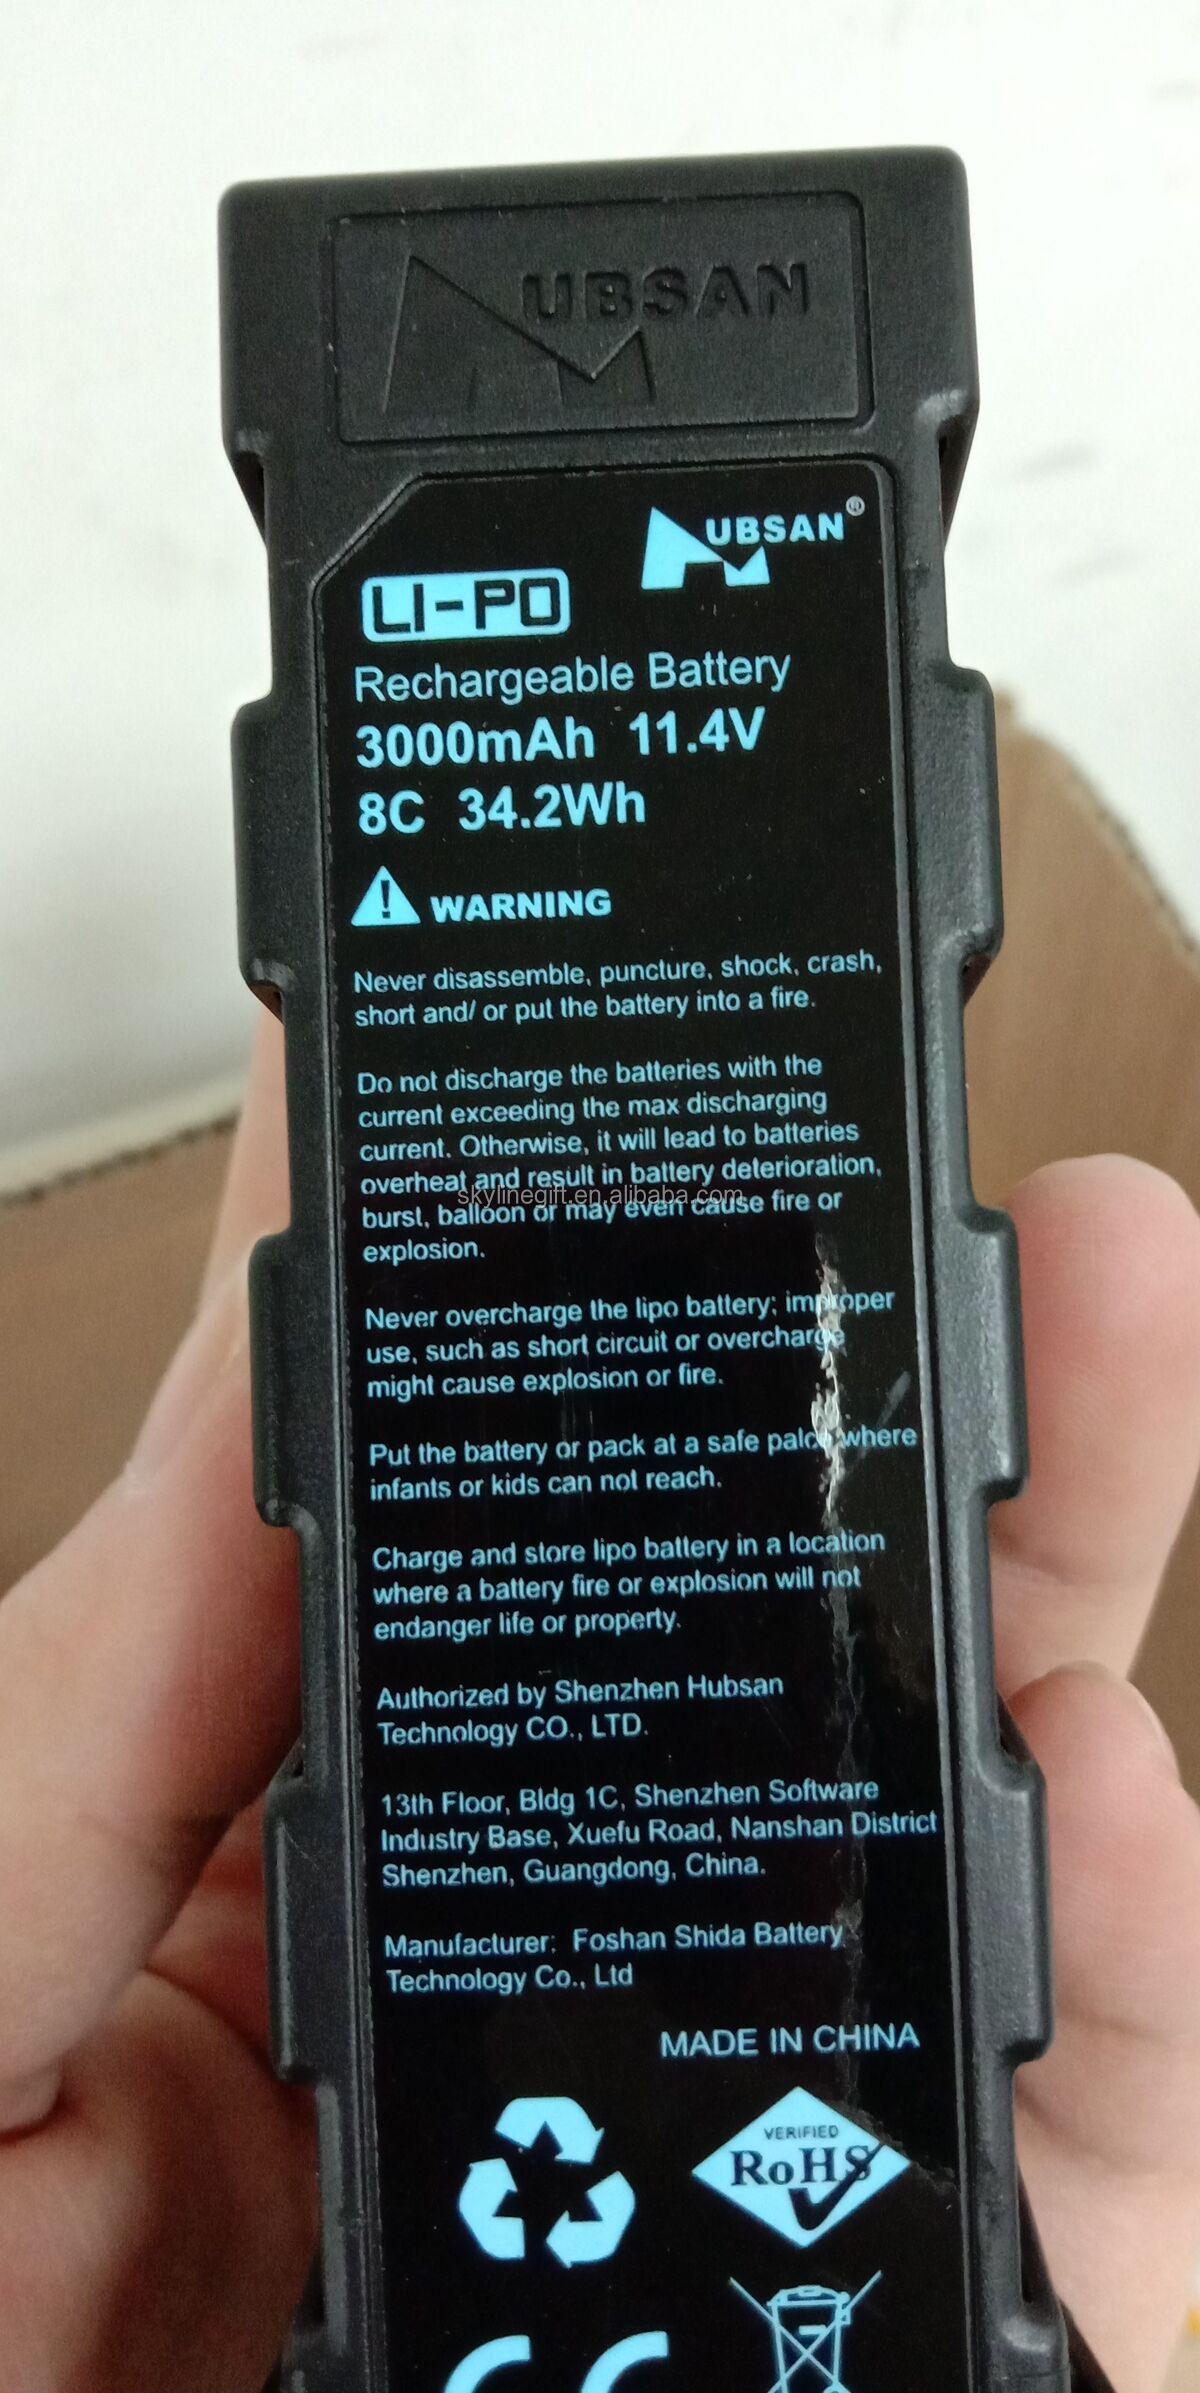 HUBSAN
HUBSAN®
LI-PO
Rechargeable Battery
3000mAh 11.4V
8C 34.2Wh
WARNING
Never disassemble, puncture, shock, crash,
short and/ or put the battery into a fire.
Do not discharge the batteries with the
current exceeding the max discharging
current. Otherwise, it will lead to batteries
overheat and result in battery deterioration,
skylinegift.en.alibaba.com
burst, balloon or may even cause fire or
explosion.
Never overcharge the lipo battery; improper
use, such as short circuit or overcharge
might cause explosion or fire.
Put the battery or pack at a safe palce where
infants or kids can not reach.
Charge and store lipo battery in a location
where a battery fire or explosion will not
endanger life or property.
Authorized by Shenzhen Hubsan
Technology CO., LTD.
13th Floor, Bldg 1C, Shenzhen Software
Industry Base, Xuefu Road, Nanshan District
Shenzhen, Guangdong, China.
Manufacturer: Foshan Shida Battery
Technology Co., Ltd
MADE IN CHINA
VERIFIED
RoHS